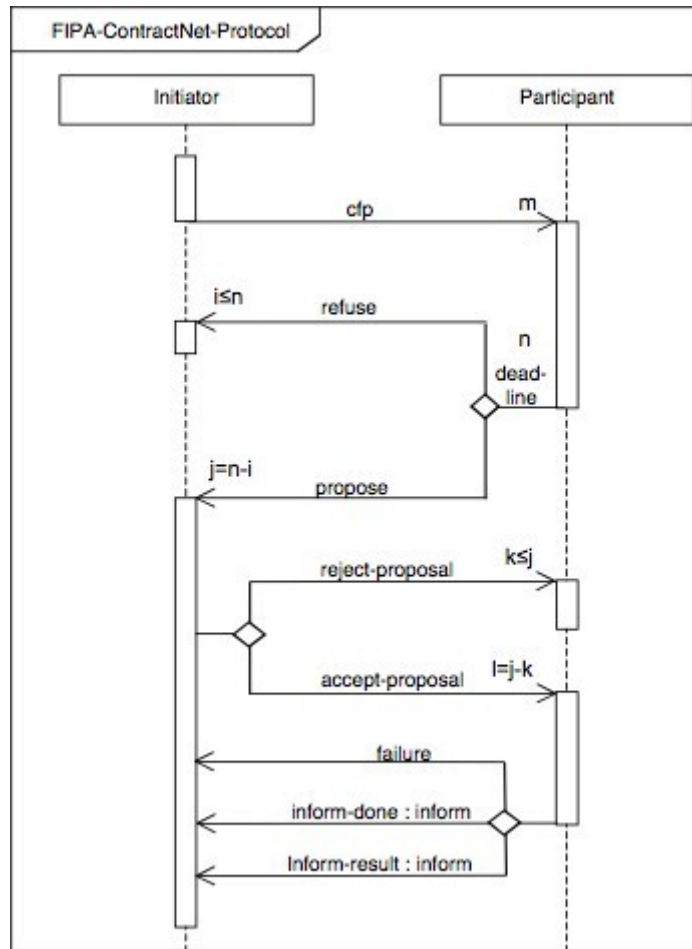 FIPA-ContractNet-Protocol
Initiator
Participant
cfp
m
i≤n
refuse
n
dead-
line
j=n-i
propose
reject-proposal
k≤j
accept-proposal
l=j-k
failure
inform-done : inform
Inform-result : inform